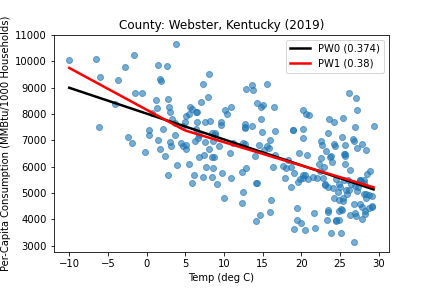 County: Webster, Kentucky (2019)
PW0 (0.374)
PW1 (0.38)
Per-Capita Consumption (MMBtu/1000 Households)
11000
10000
9000
8000
7000
6000
5000
4000
3000
−10 −5 0 5 10 15 20 25 30
Temp (deg C)